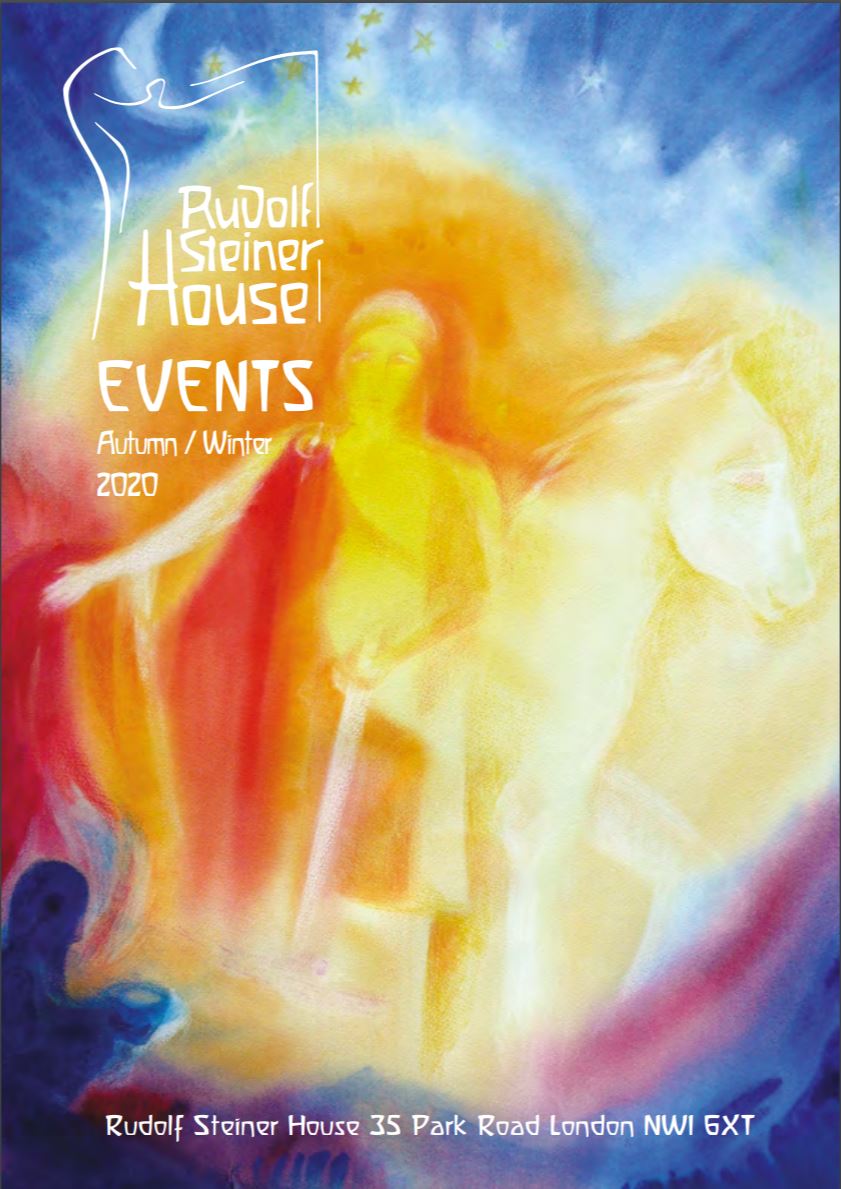 Rudolf
Steiner
House
EVENTS
Autumn / Winter
2020
Rudolf Steiner House 35 Park Road London NW1 6XT